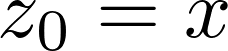 z₀ = x